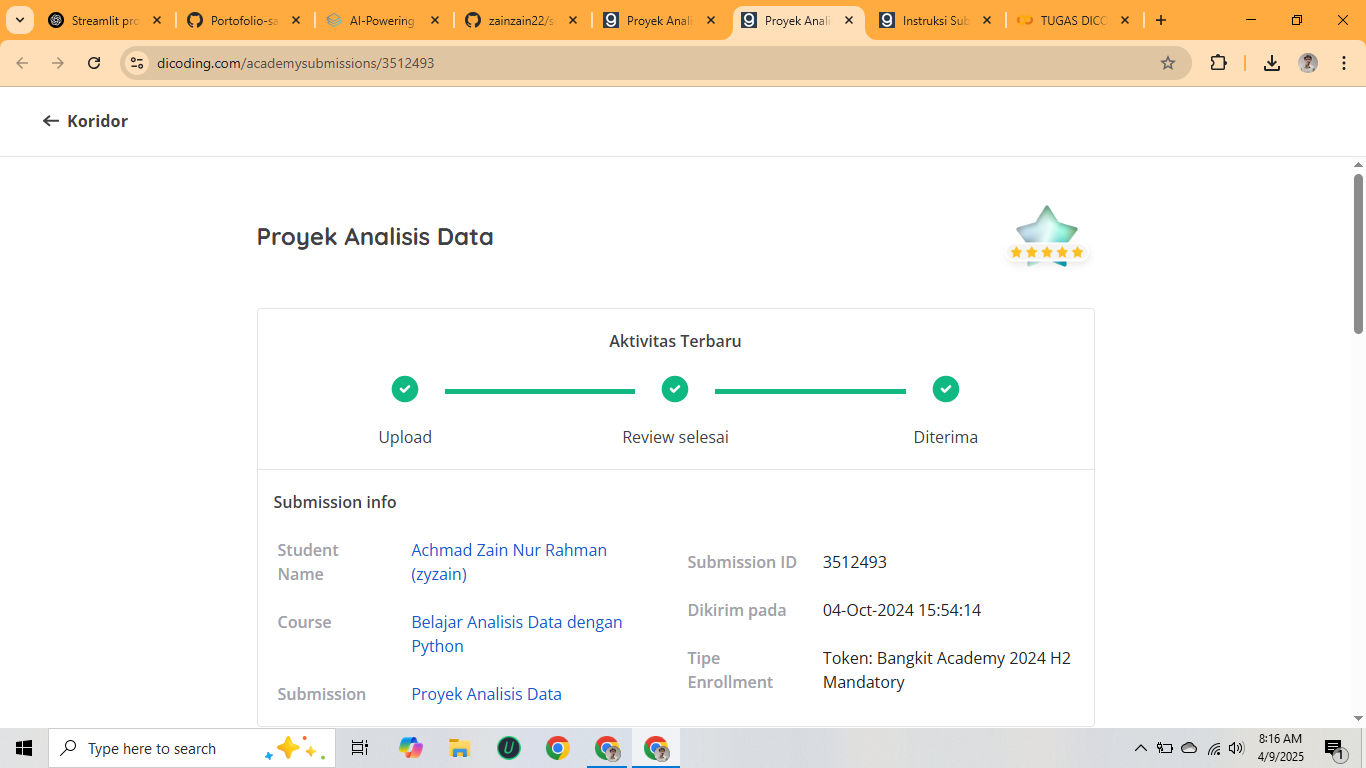 Streamlit pro
Portofolio-sa
AI-Powering
zainzain22/s
Proyek Anali
Proyek Anali
Instruksi Sub
TUGAS DICO
dicoding.com/academysubmissions/3512493
Koridor
Proyek Analisis Data
Aktivitas Terbaru
Upload
Review selesai
Diterima
Submission info
Student
Name
Achmad Zain Nur Rahman
(zyzain)
Course
Belajar Analisis Data dengan
Python
Submission
Proyek Analisis Data
Submission ID
3512493
Dikirim pada
04-Oct-2024 15:54:14
Tipe
Enrollment
Token: Bangkit Academy 2024 H2
Mandatory
Type here to search
8:16 AM
4/9/2025
1